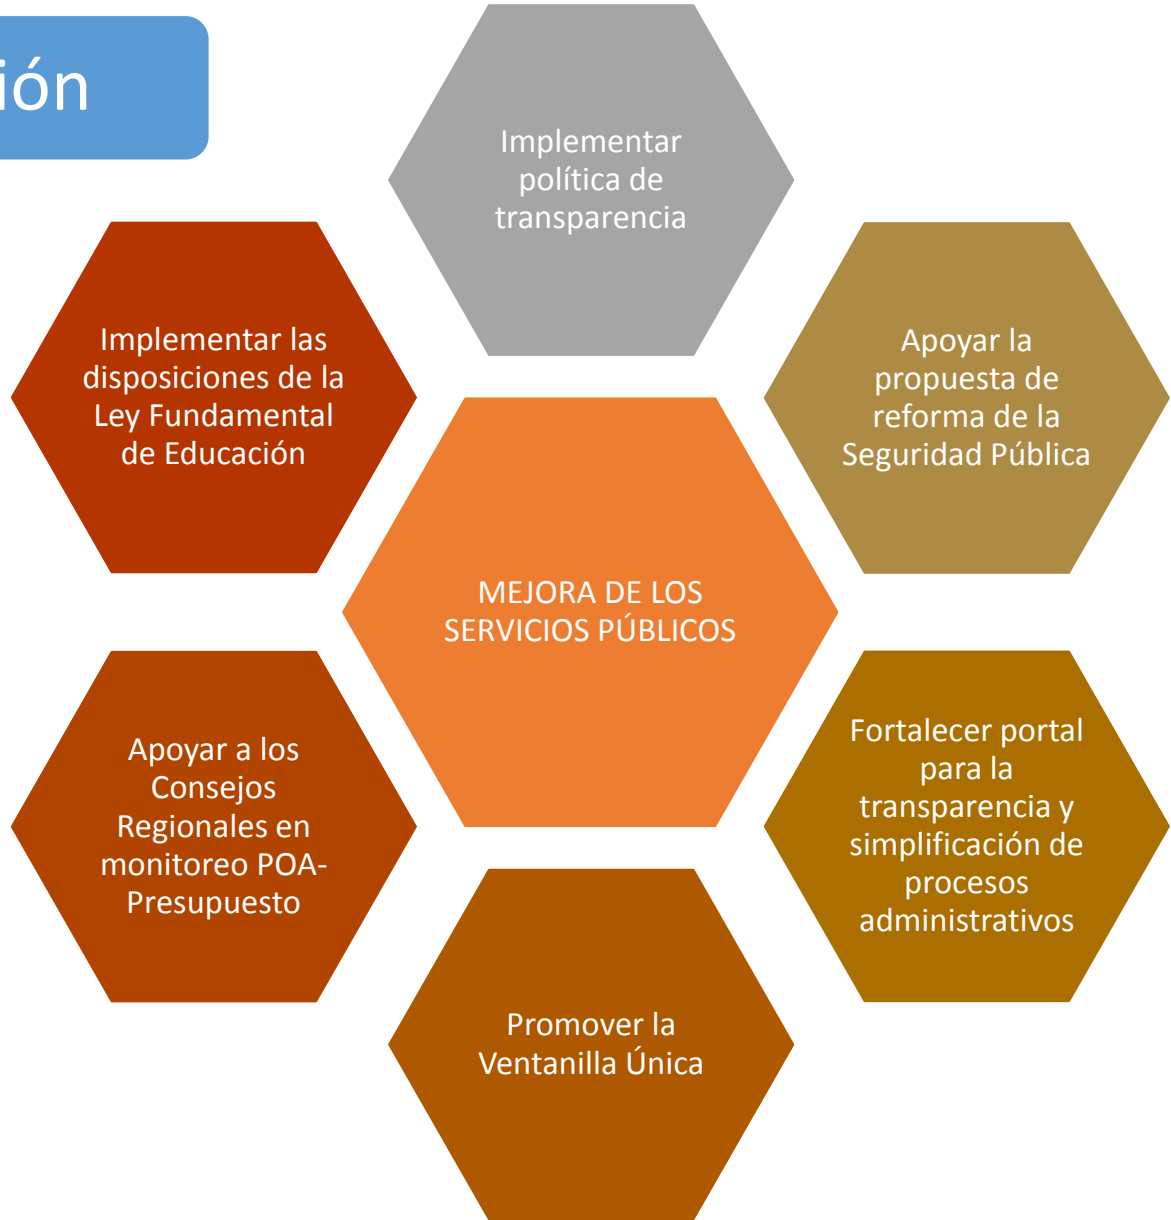 ión
Implementar
política de
transparencia
Implementar las
disposiciones de la
Ley Fundamental
de Educación
Apoyar la
propuesta de
reforma de la
Seguridad Pública
MEJORA DE LOS
SERVICIOS PÚBLICOS
Apoyar a los
Consejos
Regionales en
monitoreo POA-
Presupuesto
Fortalecer portal
para la
transparencia y
simplificación de
procesos
administrativos
Promover la
Ventanilla Única